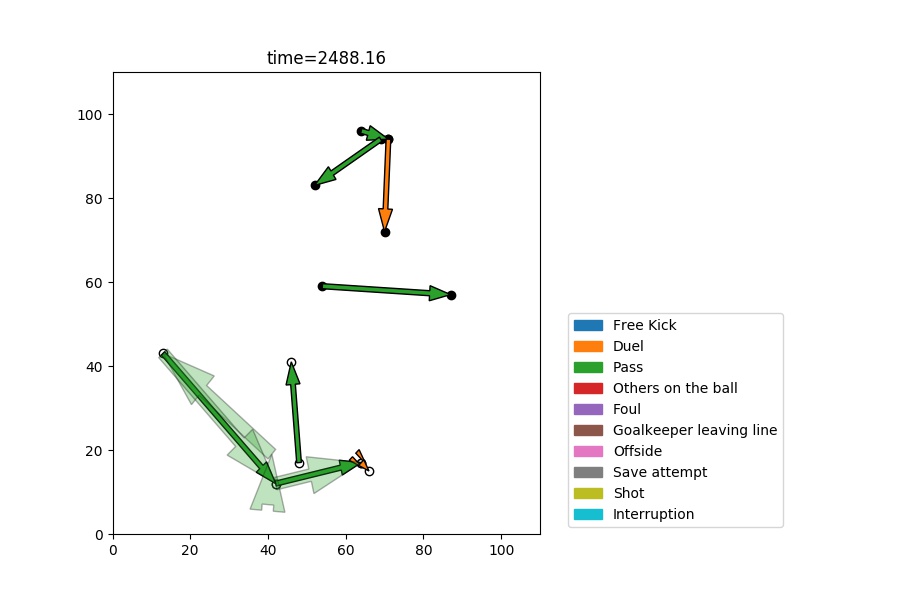 time=2488.16
100
80
60
40
20
0
0 20 40 60 80 100
Free Kick
Duel
Pass
Others on the ball
Foul
Goalkeeper leaving line
Offside
Save attempt
Shot
Interruption